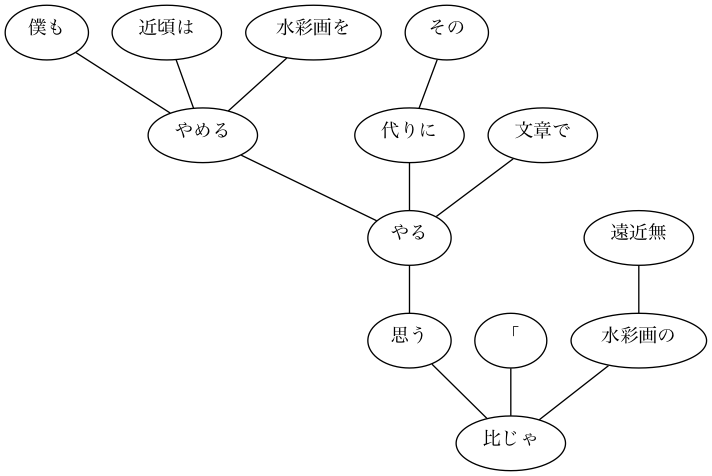 僕も 近頃は 水彩画を その
やめる 代りに 文章で
やる 遠近無
思う 「 水彩画の
比じゃ